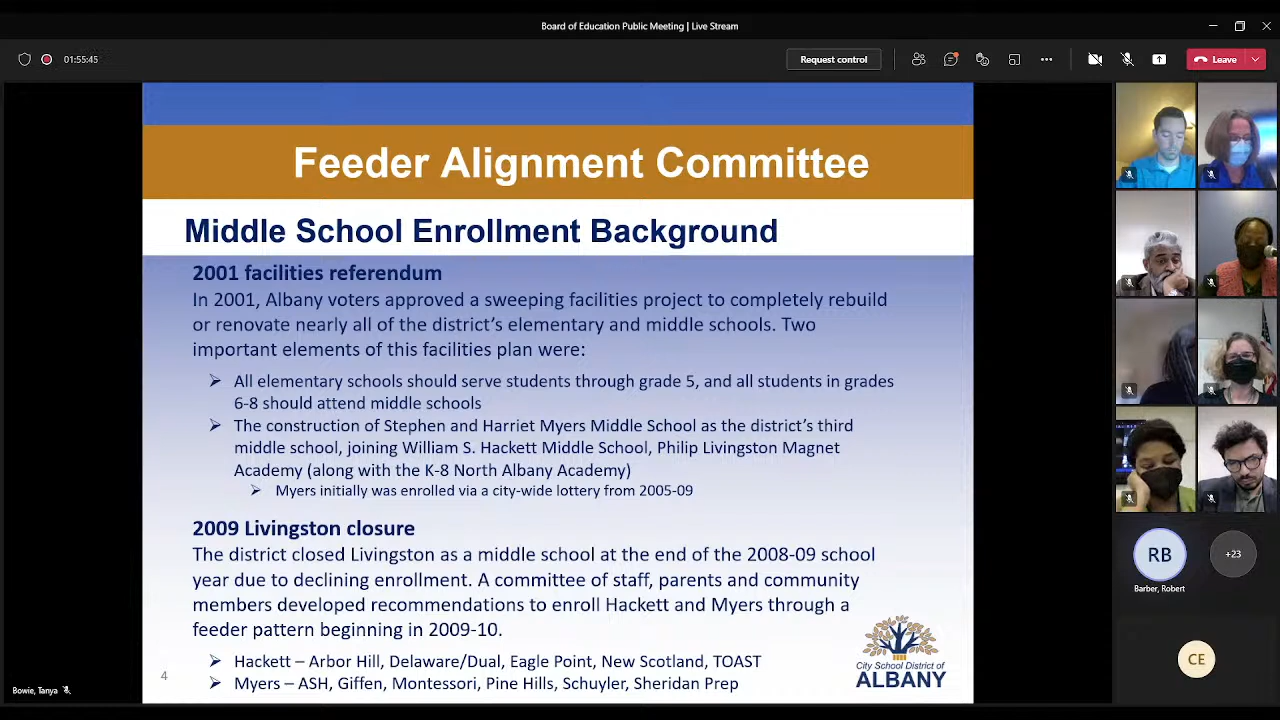 Board of Education Public Meeting | Live Stream
01:55:45
Request control
Leave
Feeder Alignment Committee
Middle School Enrollment Background
2001 facilities referendum
In 2001, Albany voters approved a sweeping facilities project to completely rebuild
or renovate nearly all of the district's elementary and middle schools. Two
important elements of this facilities plan were:
All elementary schools should serve students through grade 5, and all students in grades
6-8 should attend middle schools
The construction of Stephen and Harriet Myers Middle School as the district's third
middle school, joining William S. Hackett Middle School, Philip Livingston Magnet
Academy (along with the K-8 North Albany Academy)
Myers initially was enrolled via a city-wide lottery from 2005-09
2009 Livingston closure
The district closed Livingston as a middle school at the end of the 2008-09 school
year due to declining enrollment. A committee of staff, parents and community
members developed recommendations to enroll Hackett and Myers through a
feeder pattern beginning in 2009-10.
Hackett – Arbor Hill, Delaware/Dual, Eagle Point, New Scotland, TOAST
Myers – ASH, Giffen, Montessori, Pine Hills, Schuyler, Sheridan Prep
4
City School District of
ALBANY
RB
+23
Barber, Robert
CE
Bowie, Tanya